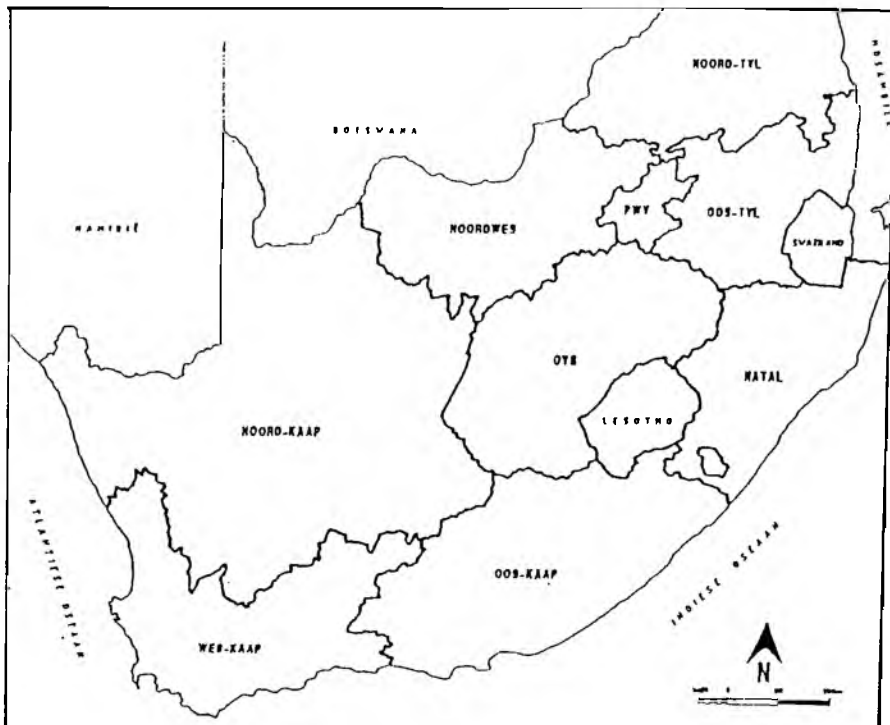 NOORD-TVL
MOSAMBIEK
BOTSWANA
PWV
OOS-TVL
NAMIBIË
NOORDWES
SWAZILAND
OVS
NATAL
LESOTHO
NOORD-KAAP
ATLANTIESE OSEAAN
OOS-KAAP
INDIESE OSEAAN
WES-KAAP
N